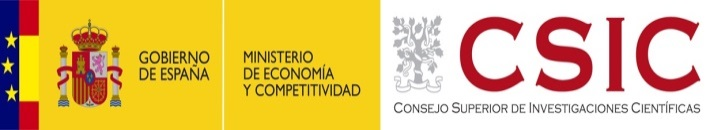 GOBIERNO
DE ESPAÑA
MINISTERIO
DE ECONOMÍA
Y COMPETITIVIDAD
CSIC
CONSEJO SUPERIOR DE INVESTIGACIONES CIENTÍFICAS